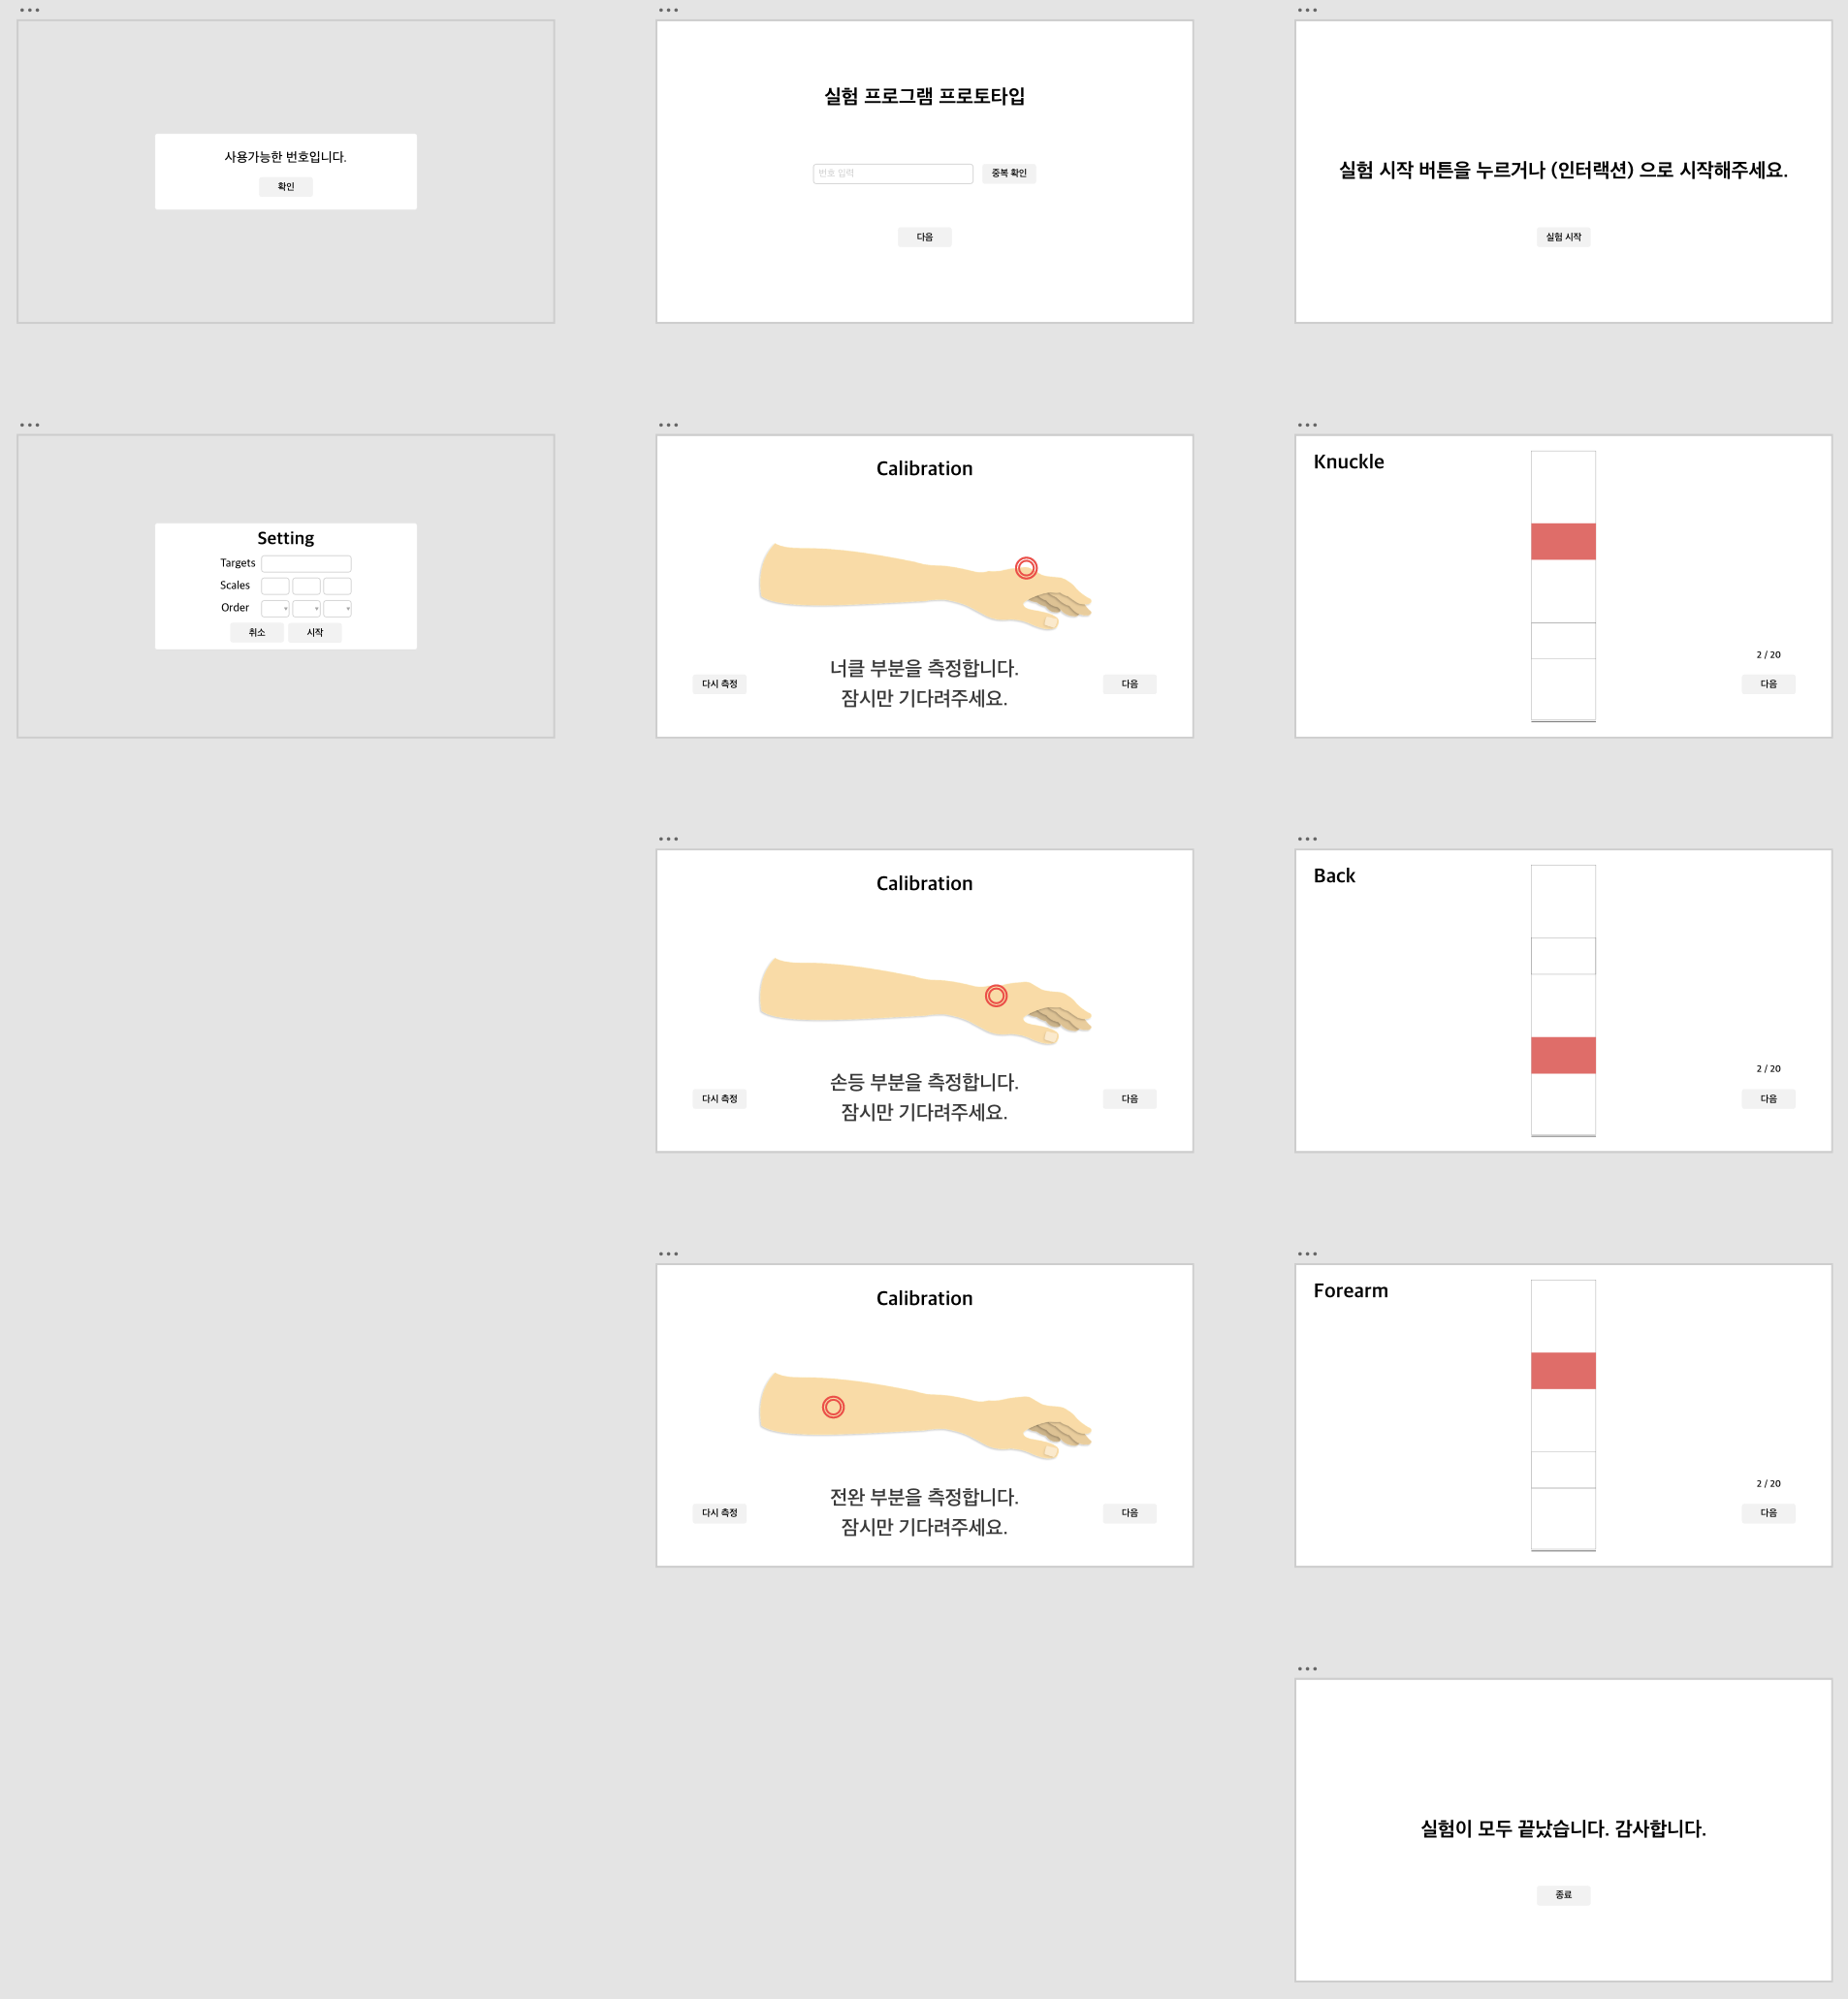 사용가능한 번호입니다.
확인
실험 프로그램 프로토타입
번호 입력
중복 확인
다음
실험 시작 버튼을 누르거나 (인터랙션) 으로 시작해주세요.
실험 시작
Setting
Targets
Scales
Order
취소
시작
Calibration
너클 부분을 측정합니다.
잠시만 기다려주세요.
다시 측정
다음
Knuckle
2 / 20
다음
Calibration
손등 부분을 측정합니다.
잠시만 기다려주세요.
다시 측정
다음
Back
2 / 20
다음
Calibration
전완 부분을 측정합니다.
잠시만 기다려주세요.
다시 측정
다음
Forearm
2 / 20
다음
실험이 모두 끝났습니다. 감사합니다.
종료